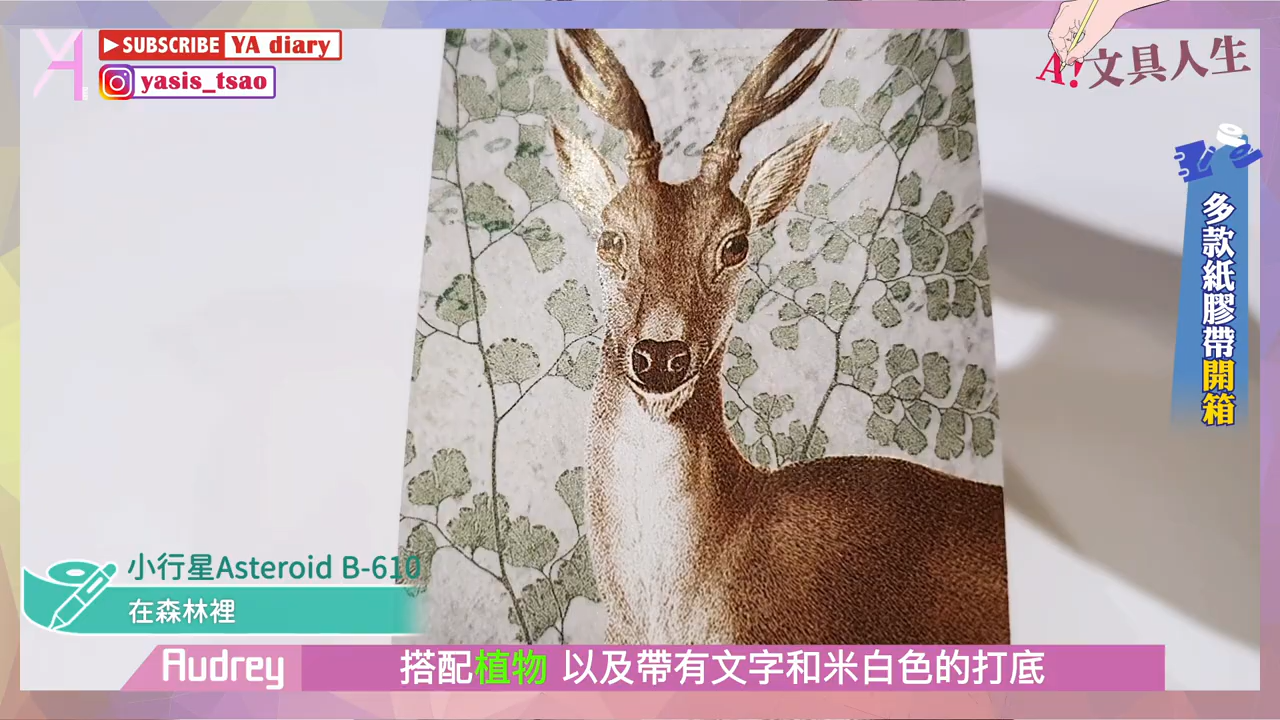 YA
SUBSCRIBE YA diary
yasis_tsao
A!文具人生
多款紙膠帶開箱
小行星Asteroid B-610
在森林裡
Audrey
搭配植物 以及帶有文字和米白色的打底